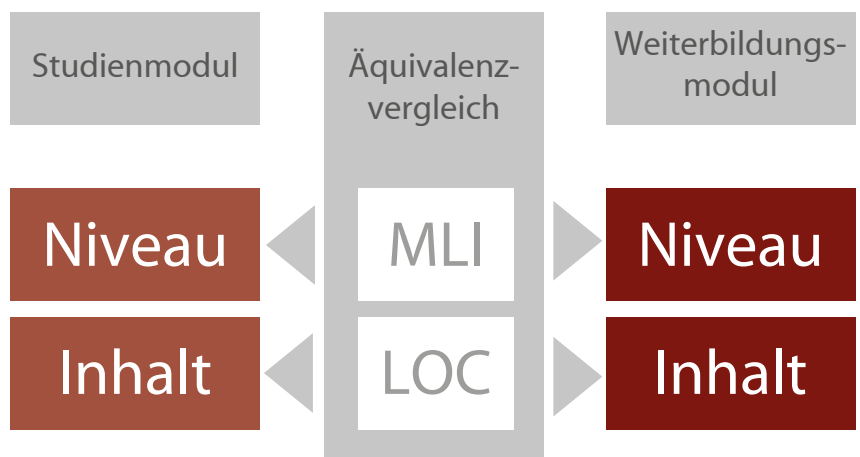 Studienmodul
Äquivalenz-
vergleich
Weiterbildungs-
modul
Niveau
MLI
Niveau
Inhalt
LOC
Inhalt